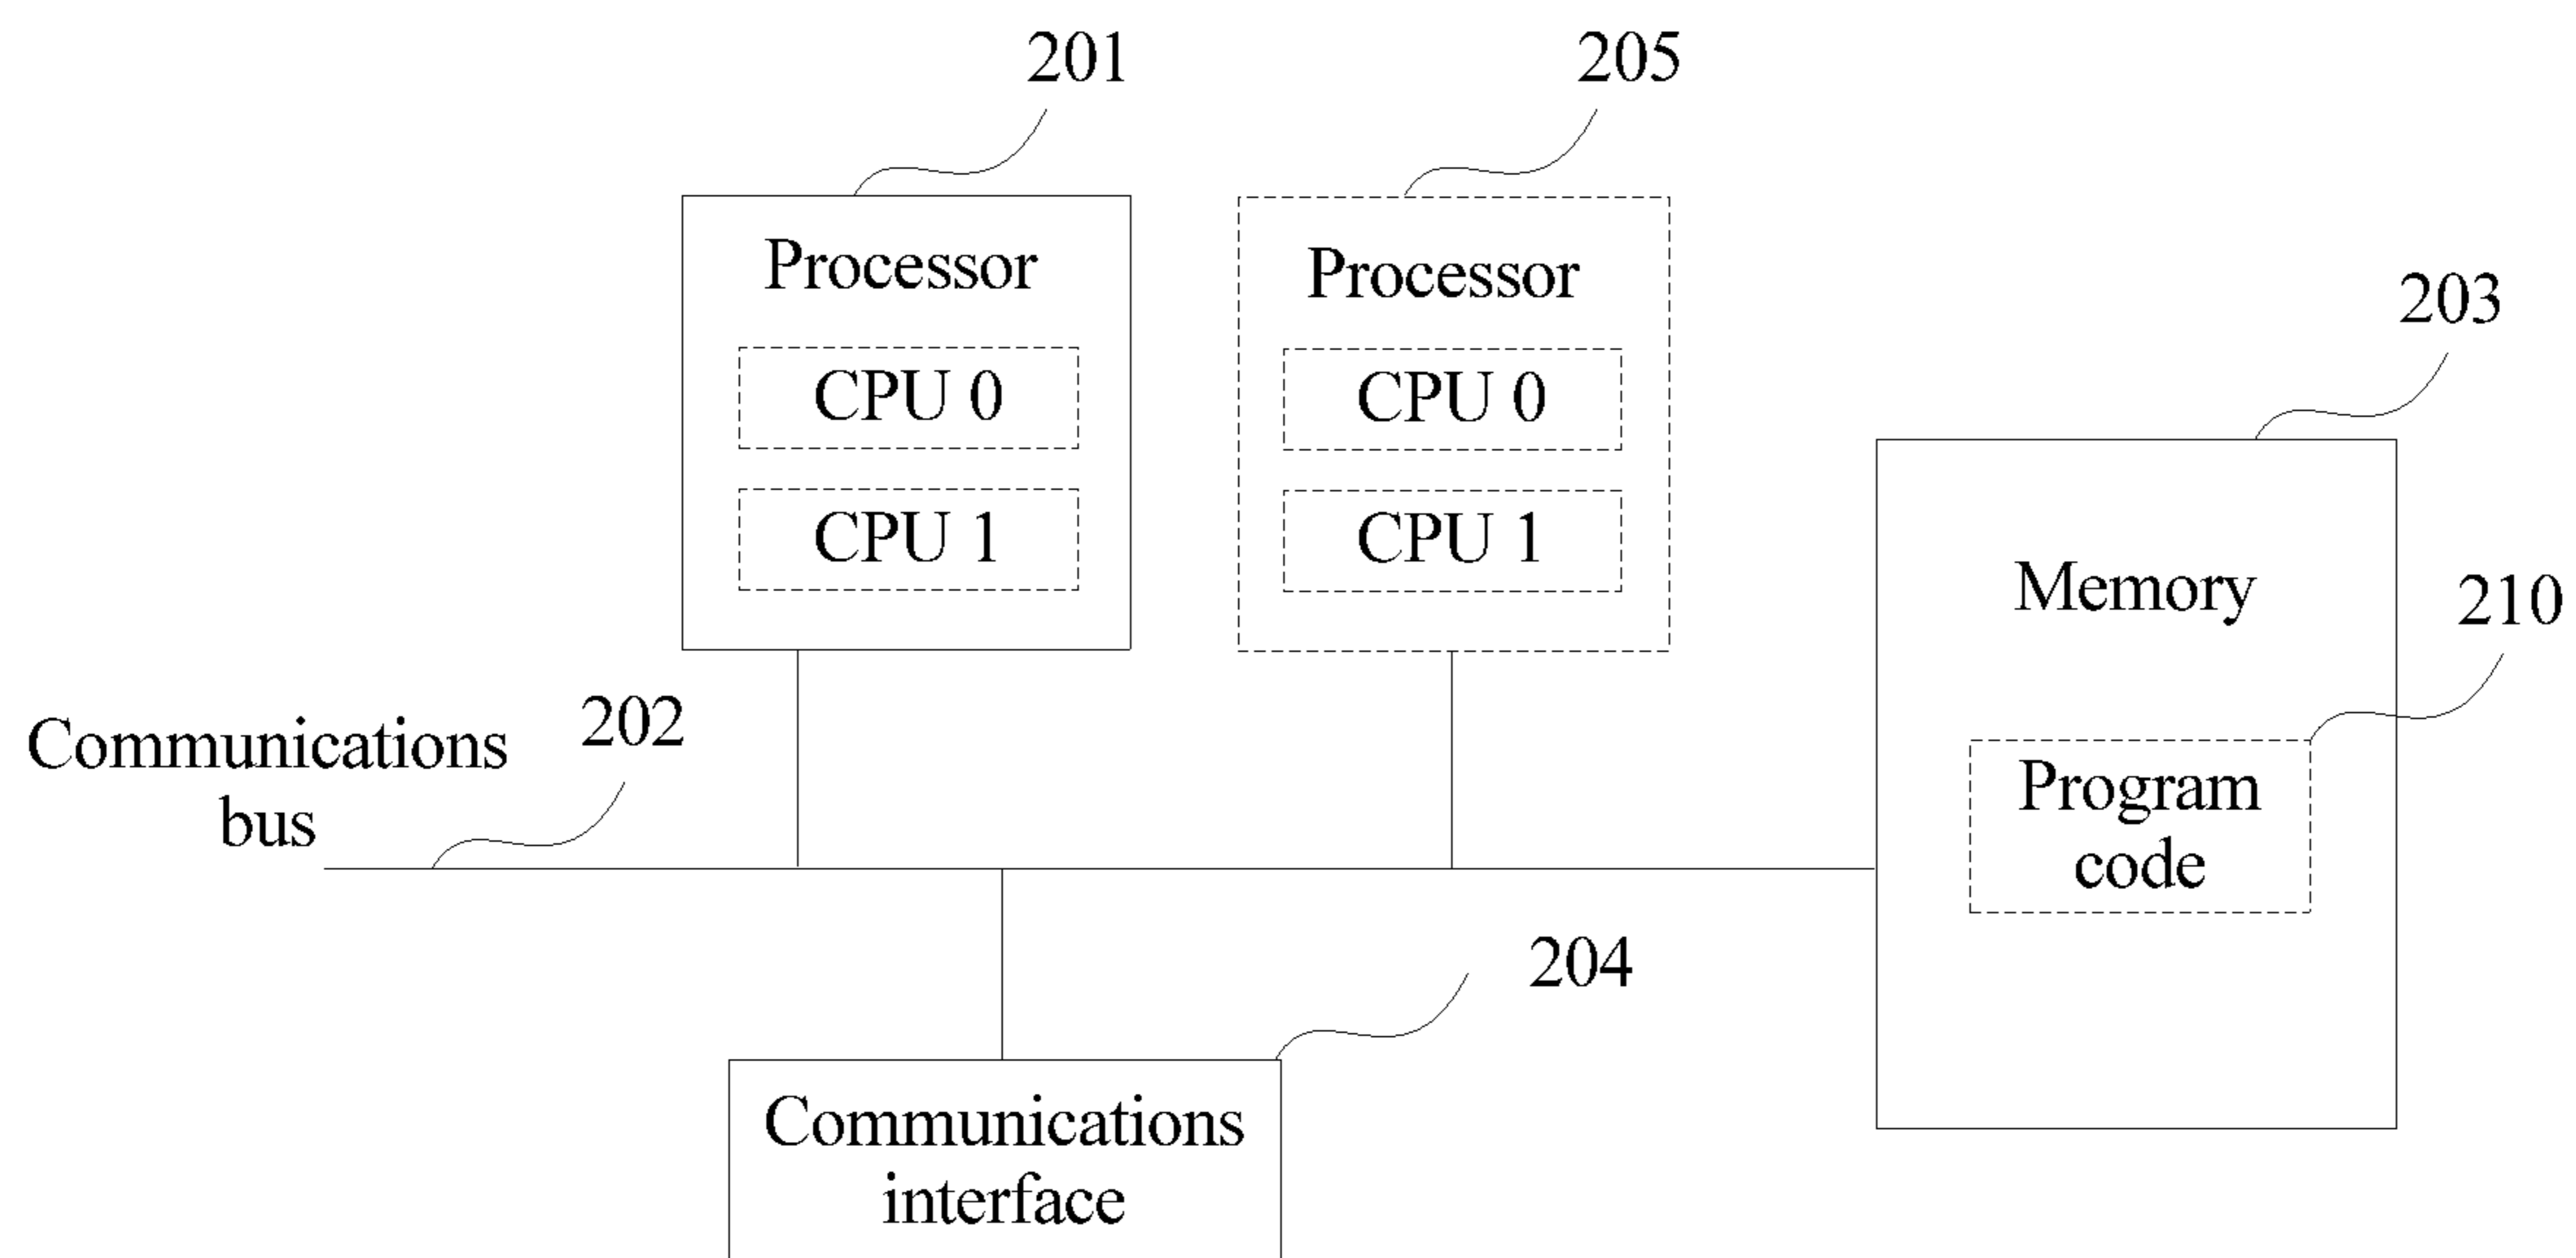 201
205
Processor
CPU 0
CPU 1
Processor
CPU 0
CPU 1
203
Memory
210
Program
code
Communications
bus
202
204
Communications
interface